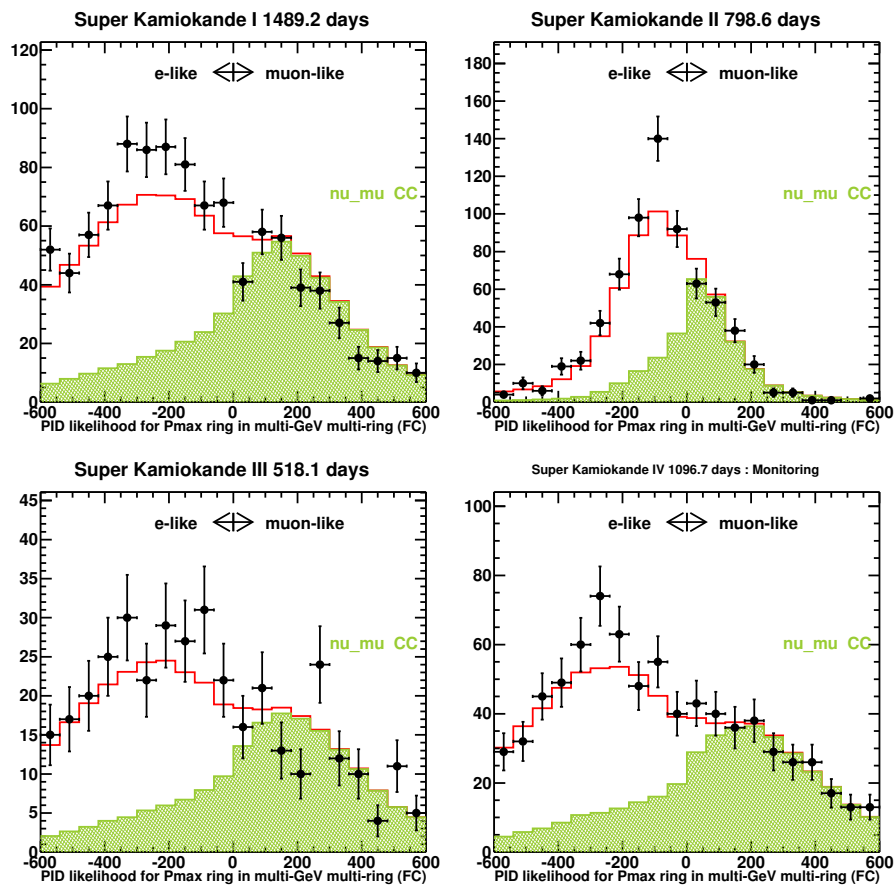 Super Kamiokande I 1489.2 days
120
100
80
60
40
20
0
e-like muon-like
nu_mu CC
-600 -400 -200 0 200 400 600
PID likelihood for Pmax ring in multi-GeV multi-ring (FC)
Super Kamiokande II 798.6 days
180
160
140
120
100
80
60
40
20
0
e-like muon-like
nu_mu CC
-600 -400 -200 0 200 400 600
PID likelihood for Pmax ring in multi-GeV multi-ring (FC)
Super Kamiokande III 518.1 days
45
40
35
30
25
20
15
10
5
0
e-like muon-like
nu_mu CC
-600 -400 -200 0 200 400 600
PID likelihood for Pmax ring in multi-GeV multi-ring (FC)
Super Kamiokande IV 1096.7 days : Monitoring
100
80
60
40
20
0
e-like muon-like
nu_mu CC
-600 -400 -200 0 200 400 600
PID likelihood for Pmax ring in multi-GeV multi-ring (FC)